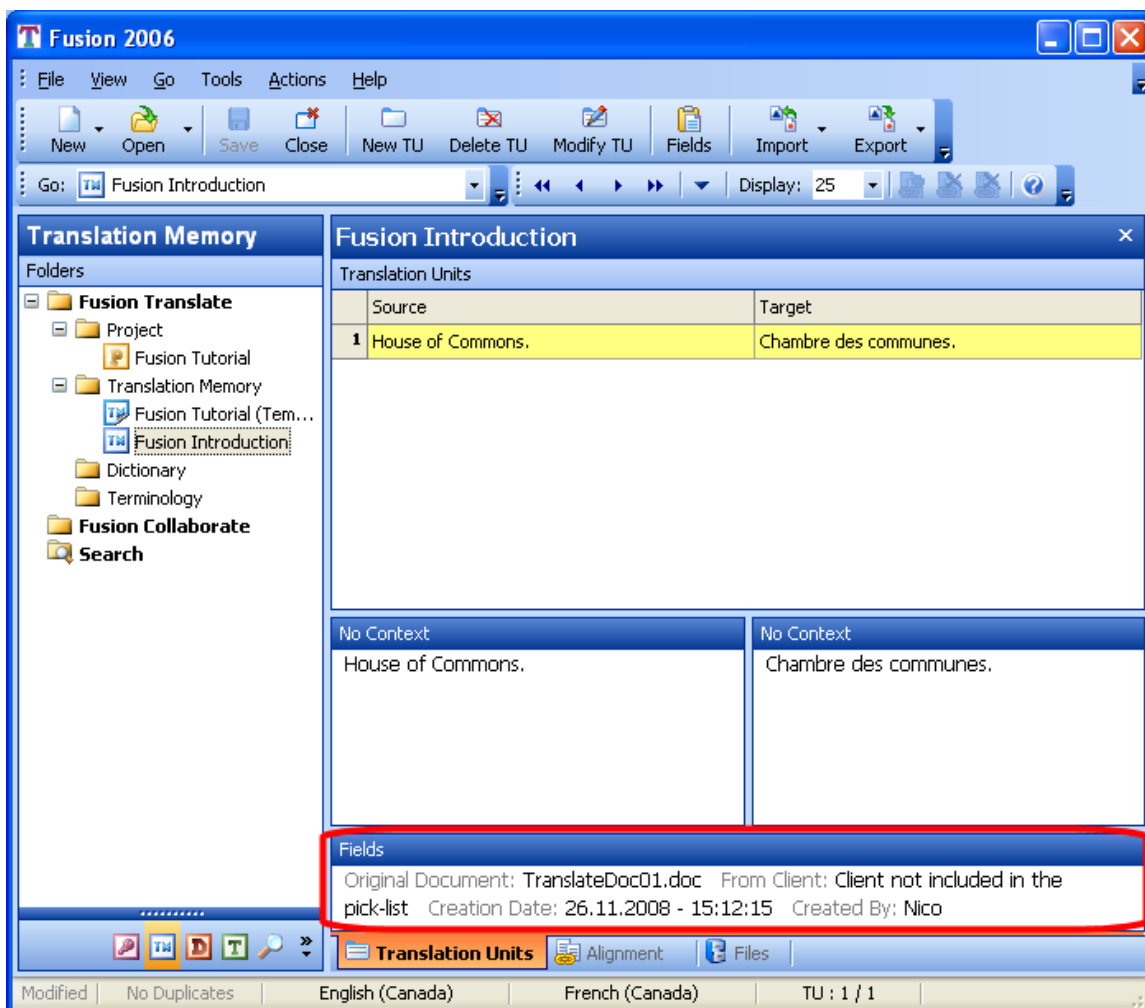 Fusion 2006
File View Go Tools Actions Help
New Open Save Close New TU Delete TU Modify TU Fields Import Export
Go: TM Fusion Introduction Display: 25
Translation Memory
Folders
Fusion Translate
Project
Fusion Tutorial
Translation Memory
Fusion Tutorial (Tem...
Fusion Introduction
Dictionary
Terminology
Fusion Collaborate
Search
Fusion Introduction
Translation Units
Source Target
1 House of Commons. Chambre des communes.
No Context
House of Commons.
No Context
Chambre des communes.
Fields
Original Document: TranslateDoc01.doc From Client: Client not included in the
pick-list Creation Date: 26.11.2008 - 15:12:15 Created By: Nico
Translation Units Alignment Files
Modified No Duplicates English (Canada) French (Canada) TU : 1 / 1